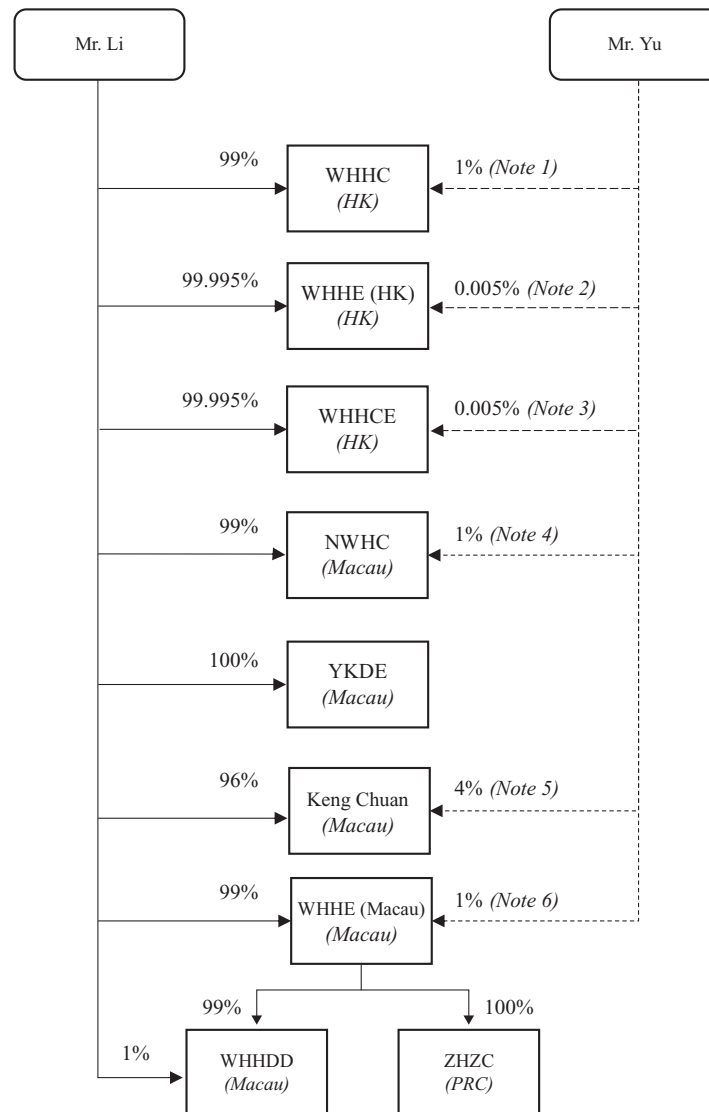 Mr. Li
Mr. Yu
99%
WHHC
(HK)
1% (Note 1)
99.995%
WHHE (HK)
(HK)
0.005% (Note 2)
99.995%
WHHCE
(HK)
0.005% (Note 3)
99%
NWHC
(Macau)
1% (Note 4)
100%
YKDE
(Macau)
96%
Keng Chuan
(Macau)
4% (Note 5)
99%
WHHE (Macau)
(Macau)
1% (Note 6)
99%
100%
1%
WHHDD
(Macau)
ZHZC
(PRC)